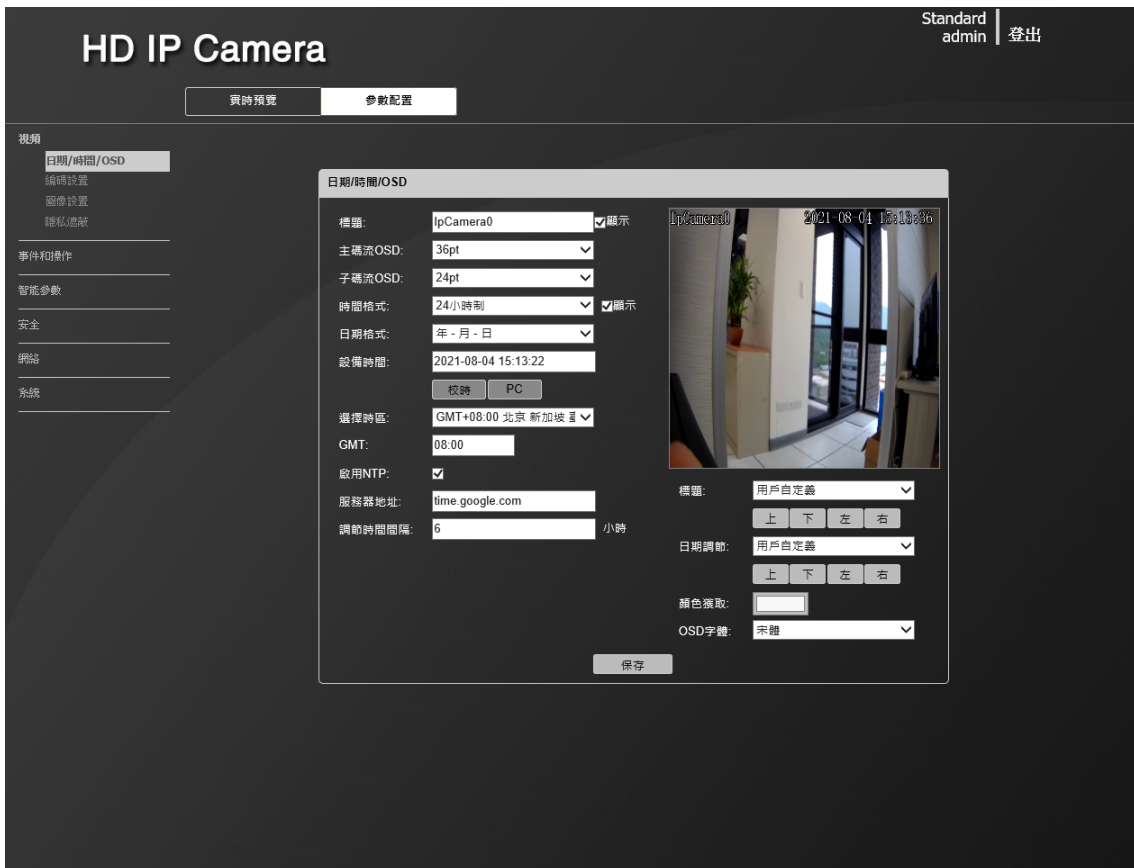 HD IP Camera
Standard
admin
登出
實時預覽
參數配置
視頻
日期/時間/OSD
編碼設置
圖像設置
隱私遮蔽
事件和操作
智能參數
安全
網絡
系統
日期/時間/OSD
標題: IpCamera0 顯示
主碼流OSD: 36pt
子碼流OSD: 24pt
時間格式: 24小時制 顯示
日期格式: 年 - 月 - 日
設備時間: 2021-08-04 15:13:22
校時 PC
選擇時區: GMT+08:00 北京 新加坡
GMT: 08:00
啟用NTP:
服務器地址: time.google.com
調節時間間隔: 6 小時
IpCamera0 2021-08-04 15:13:36
標題: 用戶自定義
上 下 左 右
日期調節: 用戶自定義
上 下 左 右
顏色獲取:
OSD字體: 宋體
保存